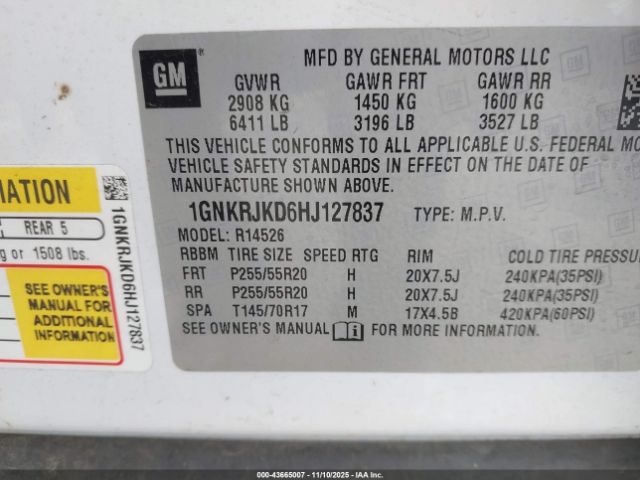 GM
MFD BY GENERAL MOTORS LLC
GVWR GAWR FRT GAWR RR
2908 KG 1450 KG 1600 KG
6411 LB 3196 LB 3527 LB
THIS VEHICLE CONFORMS TO ALL APPLICABLE U.S. FEDERAL MO
VEHICLE SAFETY STANDARDS IN EFFECT ON THE DATE OF
MANUFACTURE SHOWN ABOVE.
1GNKRJKD6HJ127837 TYPE: M.P.V.
MODEL: R14526
RBBM TIRE SIZE SPEED RTG RIM COLD TIRE PRESSU
FRT P255/55R20 H 20X7.5J 240KPA(35PSI)
RR P255/55R20 H 20X7.5J 240KPA(35PSI)
SPA T145/70R17 M 17X4.5B 420KPA(60PSI)
SEE OWNER'S MANUAL FOR MORE INFORMATION.
MATION
REAR 5
g or 1508 lbs.
SEE OWNER'S
MANUAL FOR
ADDITIONAL
INFORMATION
1GNKRJKD6HJ127837
000-43665007 - 11/10/2025 - IAAI.COM